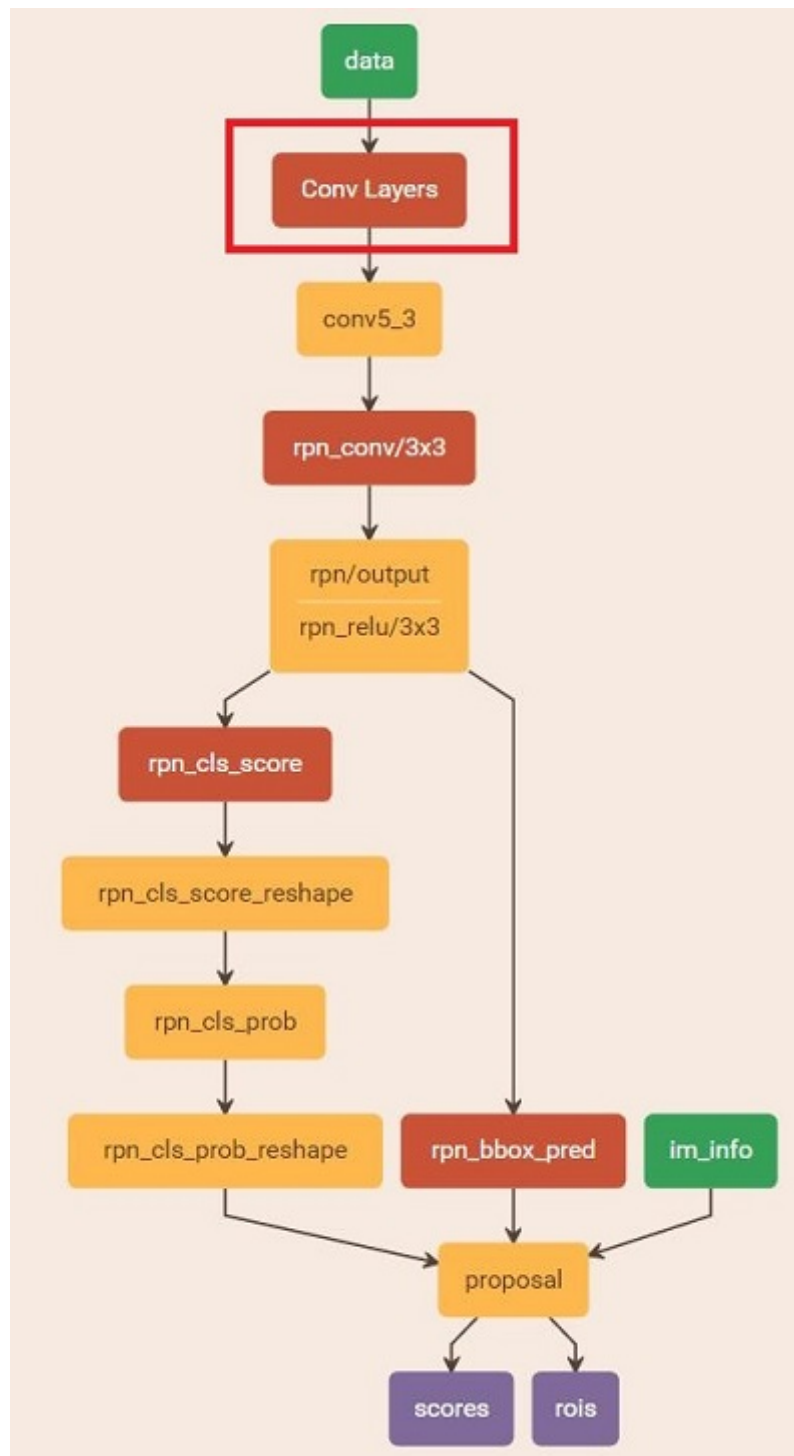 data
Conv Layers
conv5_3
rpn_conv/3x3
rpn/output
rpn_relu/3x3
rpn_cls_score
rpn_cls_score_reshape
rpn_cls_prob
rpn_cls_prob_reshape
rpn_bbox_pred
im_info
proposal
scores
rois